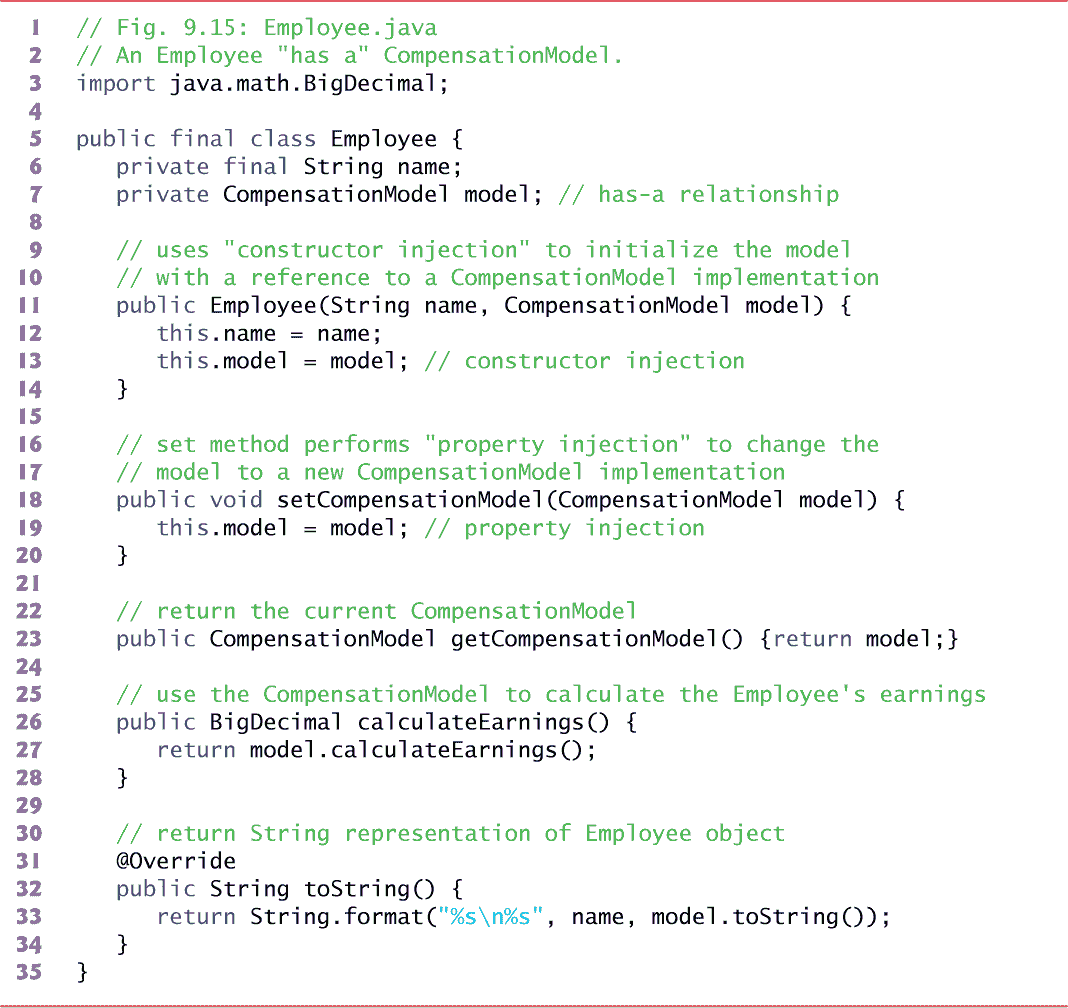 1 // Fig. 9.15: Employee.java
2 // An Employee "has a" CompensationModel.
3 import java.math.BigDecimal;
4
5 public final class Employee {
6    private final String name;
7    private CompensationModel model; // has-a relationship
8
9    // uses "constructor injection" to initialize the model
10    // with a reference to a CompensationModel implementation
11    public Employee(String name, CompensationModel model) {
12       this.name = name;
13       this.model = model; // constructor injection
14    }
15
16    // set method performs "property injection" to change the
17    // model to a new CompensationModel implementation
18    public void setCompensationModel(CompensationModel model) {
19       this.model = model; // property injection
20    }
21
22    // return the current CompensationModel
23    public CompensationModel getCompensationModel() {return model;}
24
25    // use the CompensationModel to calculate the Employee's earnings
26    public BigDecimal calculateEarnings() {
27       return model.calculateEarnings();
28    }
29
30    // return String representation of Employee object
31    @Override
32    public String toString() {
33       return String.format("%s\n%s", name, model.toString());
34    }
35 }